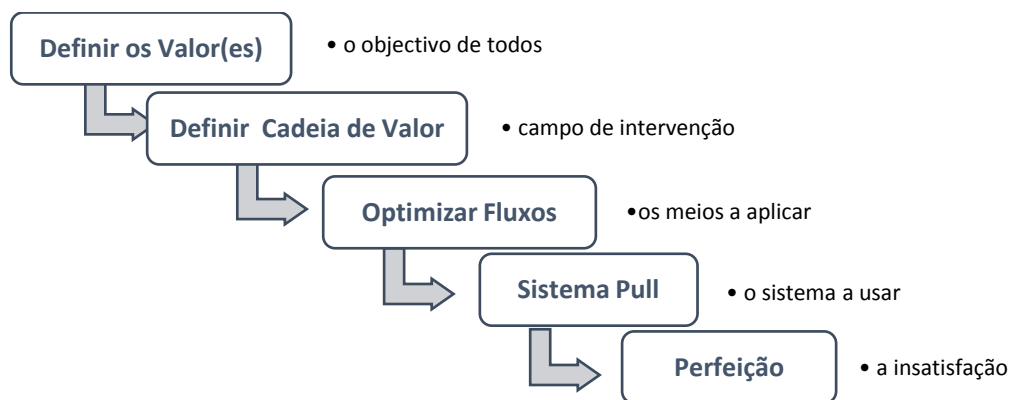 Definir os Valor(es) • o objectivo de todos
Definir Cadeia de Valor • campo de intervenção
Optimizar Fluxos •os meios a aplicar
Sistema Pull • o sistema a usar
Perfeição • a insatisfação